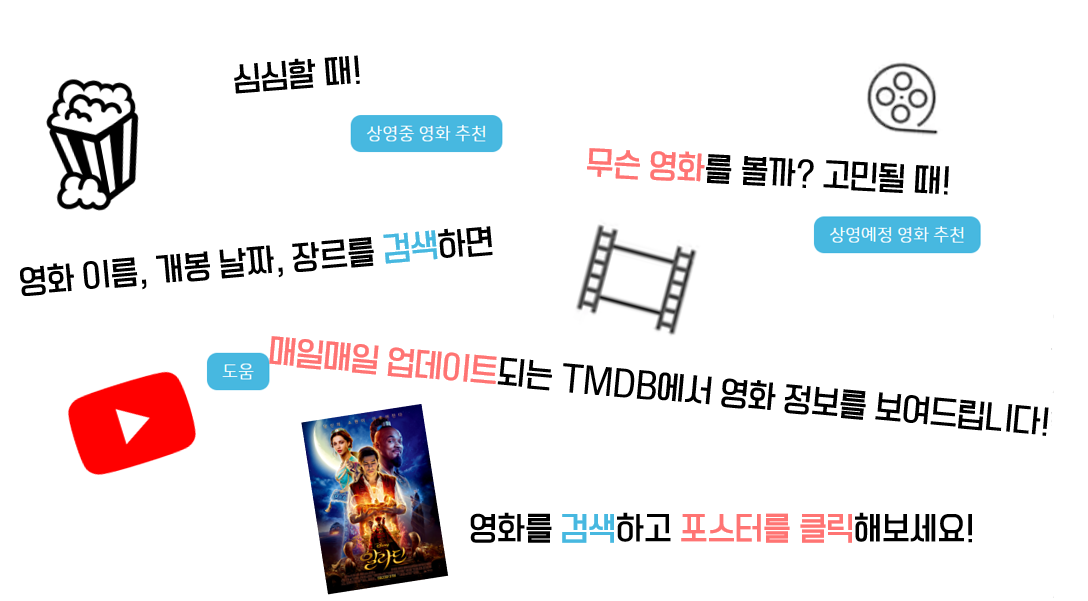 심심할 때!
상영중 영화 추천
무슨 영화를 볼까? 고민될 때!
상영예정 영화 추천
영화 이름, 개봉 날짜, 장르를 검색하면
도움
매일매일 업데이트되는 TMDB에서 영화 정보를 보여드립니다!
알라딘
영화를 검색하고 포스터를 클릭해보세요!